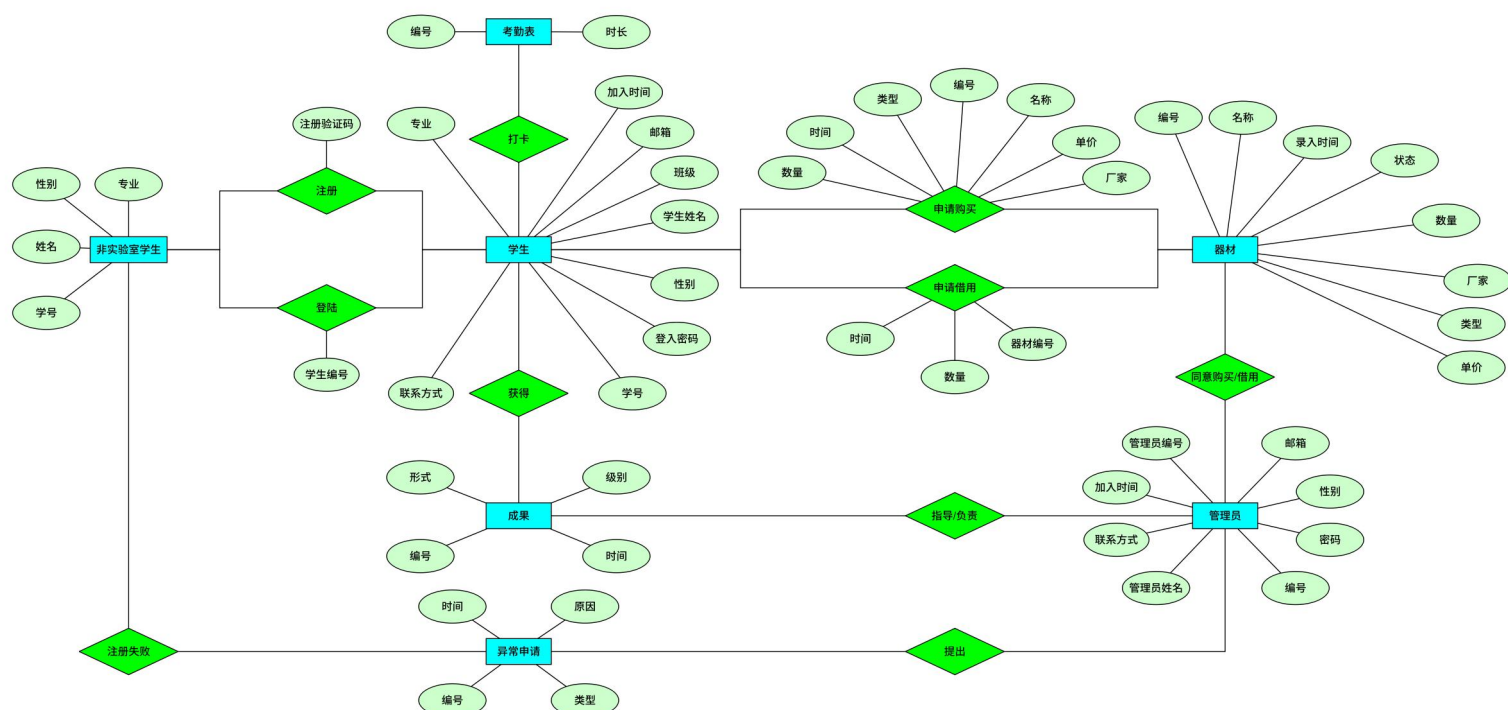 编号
考勤表
时长
加入时间
专业
打卡
邮箱
班级
学生姓名
注册验证码
注册
性别
专业
姓名
非实验室学生
学号
登陆
学生编号
学生
性别
登入密码
学号
联系方式
获得
类型
编号
名称
时间
单价
数量
厂家
申请购买
申请借用
时间
数量
器材编号
编号
名称
录入时间
状态
数量
器材
厂家
类型
单价
同意购买/借用
形式
级别
成果
编号
时间
指导/负责
管理员编号
邮箱
加入时间
性别
管理员
联系方式
密码
管理员姓名
编号
时间
原因
注册失败
异常申请
提出
编号
类型